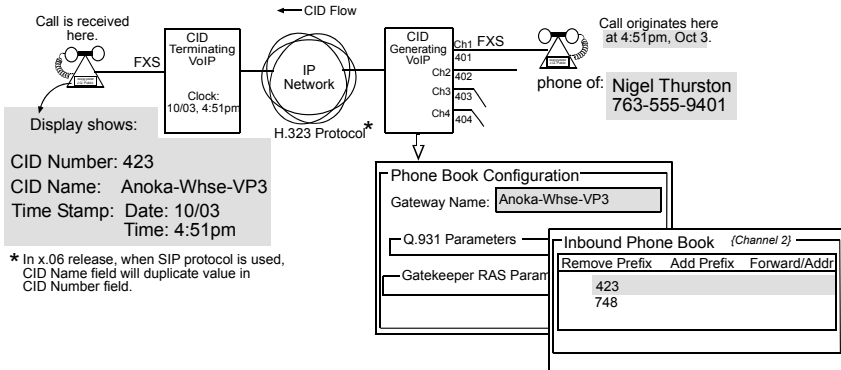 CID Flow
Call is received
here.
FXS
CID
Terminating
VoIP
Clock:
10/03, 4:51pm
IP
Network
H.323 Protocol*
CID
Generating
VoIP
Ch1 FXS
401
Ch2
402
Ch3
403
Ch4
404
Call originates here
at 4:51pm, Oct 3.
phone of: Nigel Thurston
763-555-9401
Display shows:
CID Number: 423
CID Name: Anoka-Whse-VP3
Time Stamp: Date: 10/03
Time: 4:51pm
* In x.06 release, when SIP protocol is used,
CID Name field will duplicate value in
CID Number field.
Phone Book Configuration
Gateway Name: Anoka-Whse-VP3
Q.931 Parameters
Gatekeeper RAS Param
Inbound Phone Book {Channel 2}
Remove Prefix Add Prefix Forward/Addr
423
748